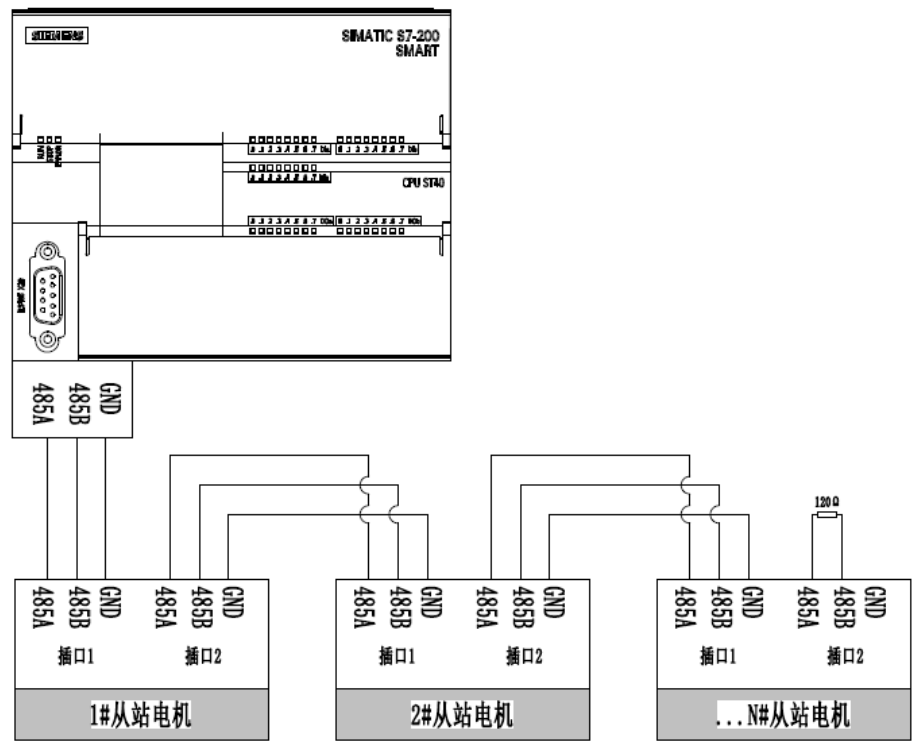 SIEMENS
SIMATIC S7-200
SMART
RUN
STOP
ERROR
CPU ST40
485A 485B GND
120Ω
485A 485B GND 485A 485B GND 485A 485B GND 485A 485B GND 485A 485B GND 485A 485B GND
插口1 插口2 插口1 插口2 插口1 插口2
1#从站电机 2#从站电机 ...N#从站电机